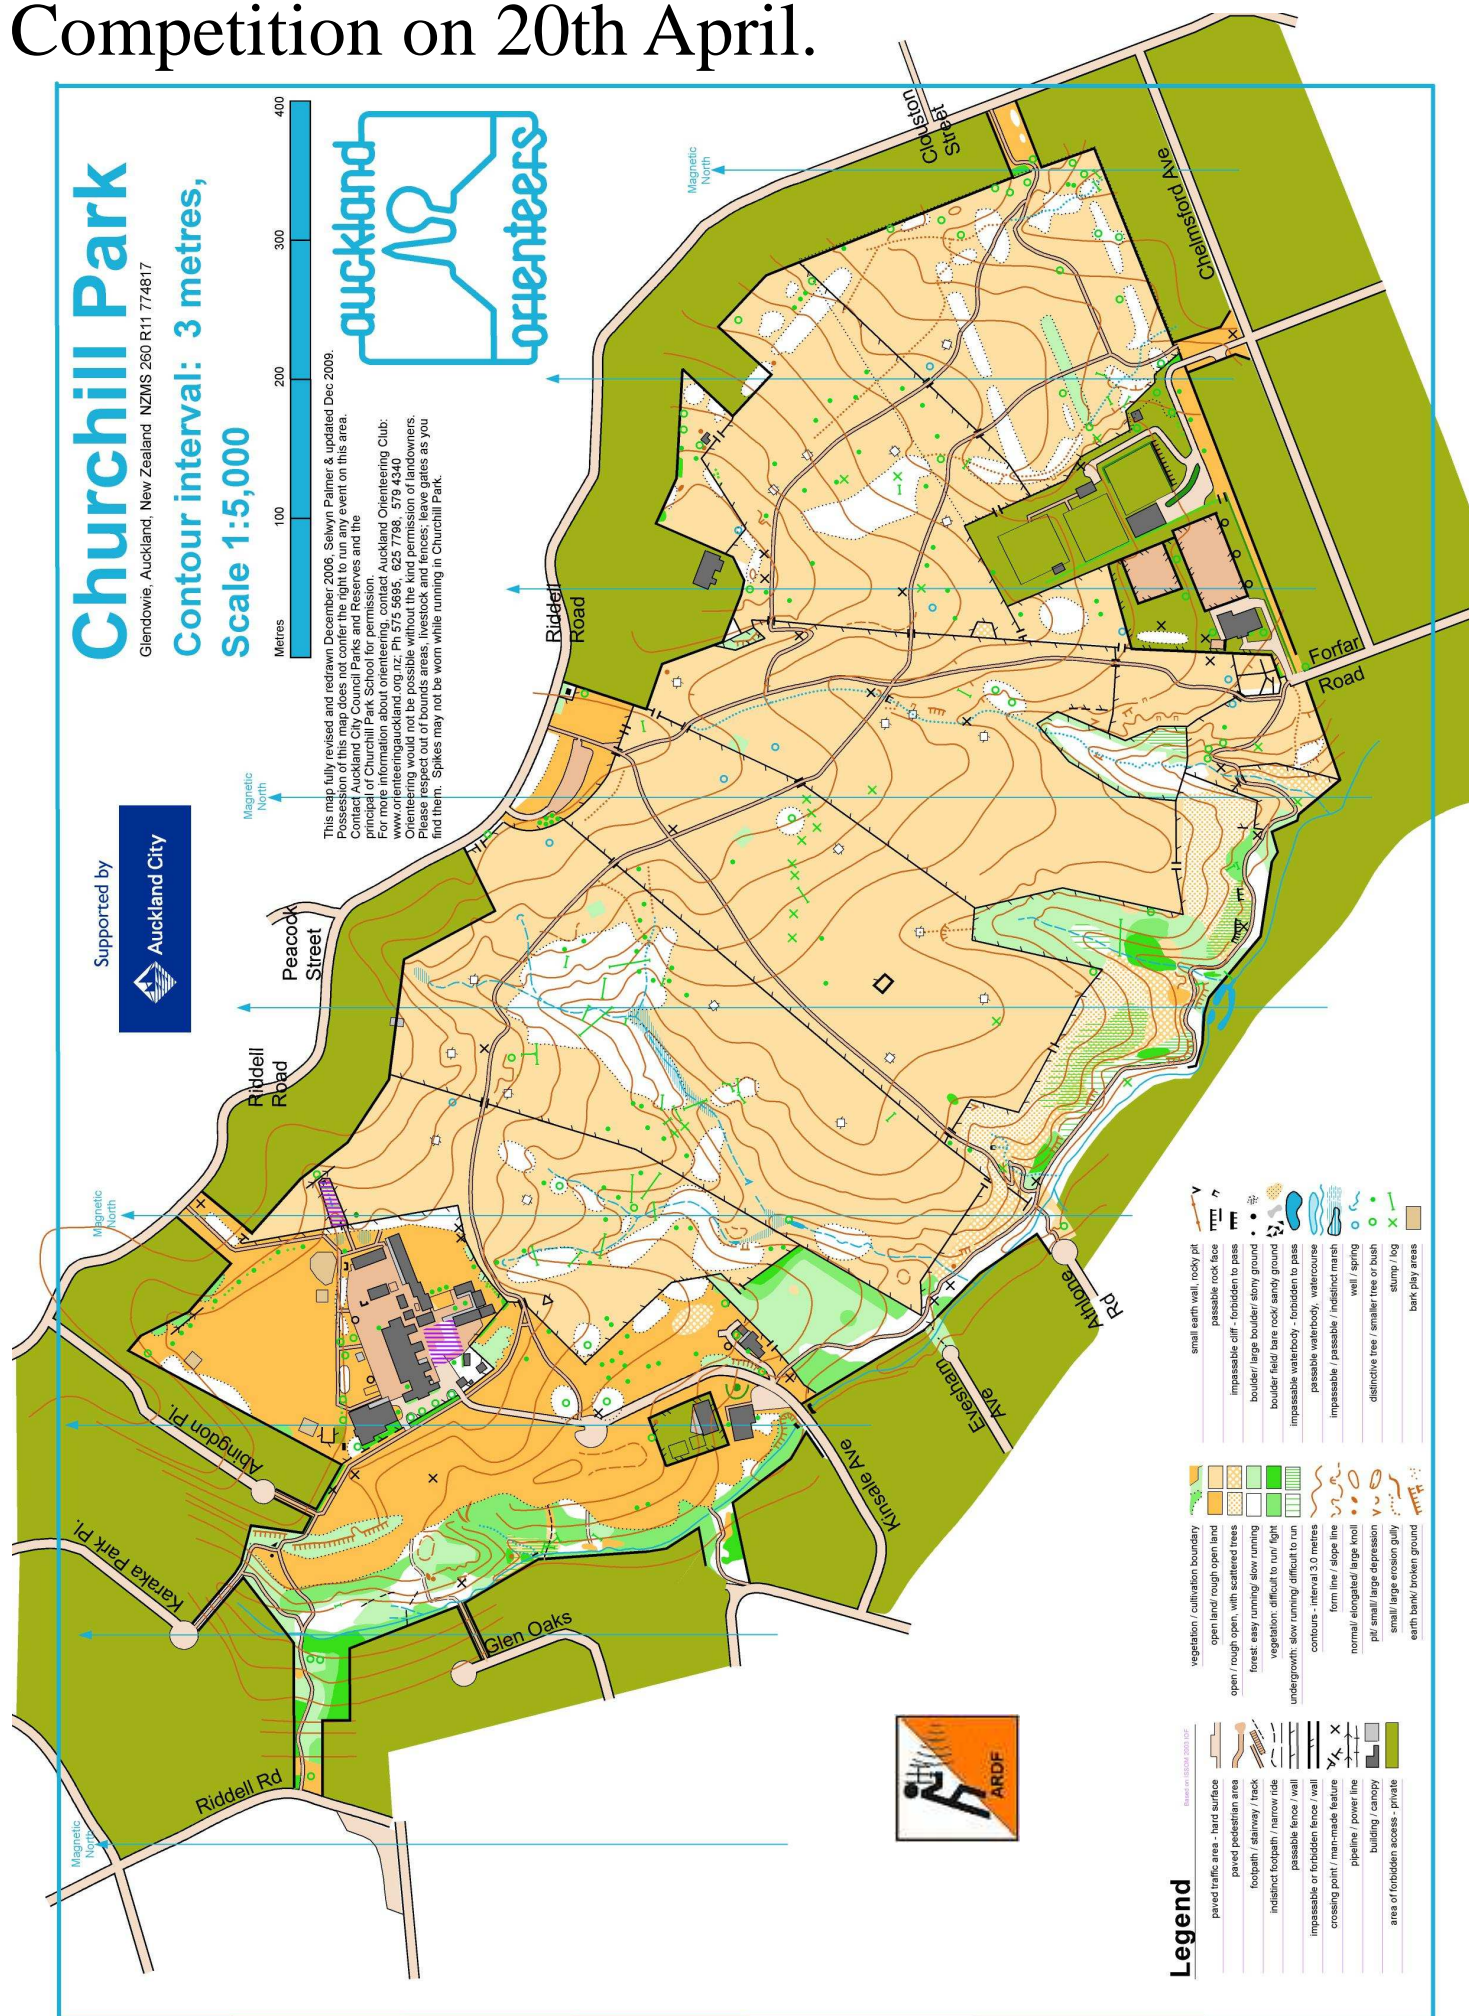 Competition on 20th April.
Churchill Park
Glendowie, Auckland, New Zealand NZMS 260 R11 774817
Contour interval: 3 metres,
Scale 1:5,000
Metres 100 200 300 400
auckland
orienteers
This map fully revised and redrawn December 2006, Selwyn Palmer & updated Dec 2009.
Possession of this map does not confer the right to run any event on this area.
Contact Auckland City Council Parks and Reserves and the
principal of Churchill Park School for permission.
For more information about orienteering, contact Auckland Orienteering Club:
www.orienteeringauckland.org.nz; Ph 575 5695, 625 7798, 579 4340
Orienteering would not be possible without the kind permission of landowners.
Please respect out of bounds areas, livestock and fences; leave gates as you
find them. Spikes may not be worn while running in Churchill Park.
Supported by
Auckland City
Magnetic
North
Magnetic
North
Magnetic
North
Magnetic
North
Clouston
Street
Chelmsford Ave
Riddell
Road
Forfar
Road
Peacock
Street
Riddell
Road
Athlone
Rd
Evesham
Ave
Abingdon Pl.
Kinsale Ave
Karaka Park Pl.
Glen Oaks
Riddell Rd
ARDF
Legend
Based on ISSOM 2003 IOF
paved traffic area - hard surface
paved pedestrian area
footpath / stairway / track
indistinct footpath / narrow ride
passable fence / wall
impassable or forbidden fence / wall
crossing point / man-made feature
pipeline / power line
building / canopy
area of forbidden access - private
vegetation / cultivation boundary
open land/ rough open land
open / rough open, with scattered trees
forest: easy running/ slow running
vegetation: difficult to run/ fight
undergrowth: slow running/ difficult to run
contours - interval 3.0 metres
form line / slope line
normal/ elongated/ large knoll
pit/ small/ large depression
small/ large erosion gully
earth bank/ broken ground
small earth wall, rocky pit
passable rock face
impassable cliff - forbidden to pass
boulder/ large boulder/ stony ground
boulder field/ bare rock/ sandy ground
impassable waterbody - forbidden to pass
passable waterbody, watercourse
impassable / passable / indistinct marsh
well / spring
distinctive tree / smaller tree or bush
stump / log
bark play areas